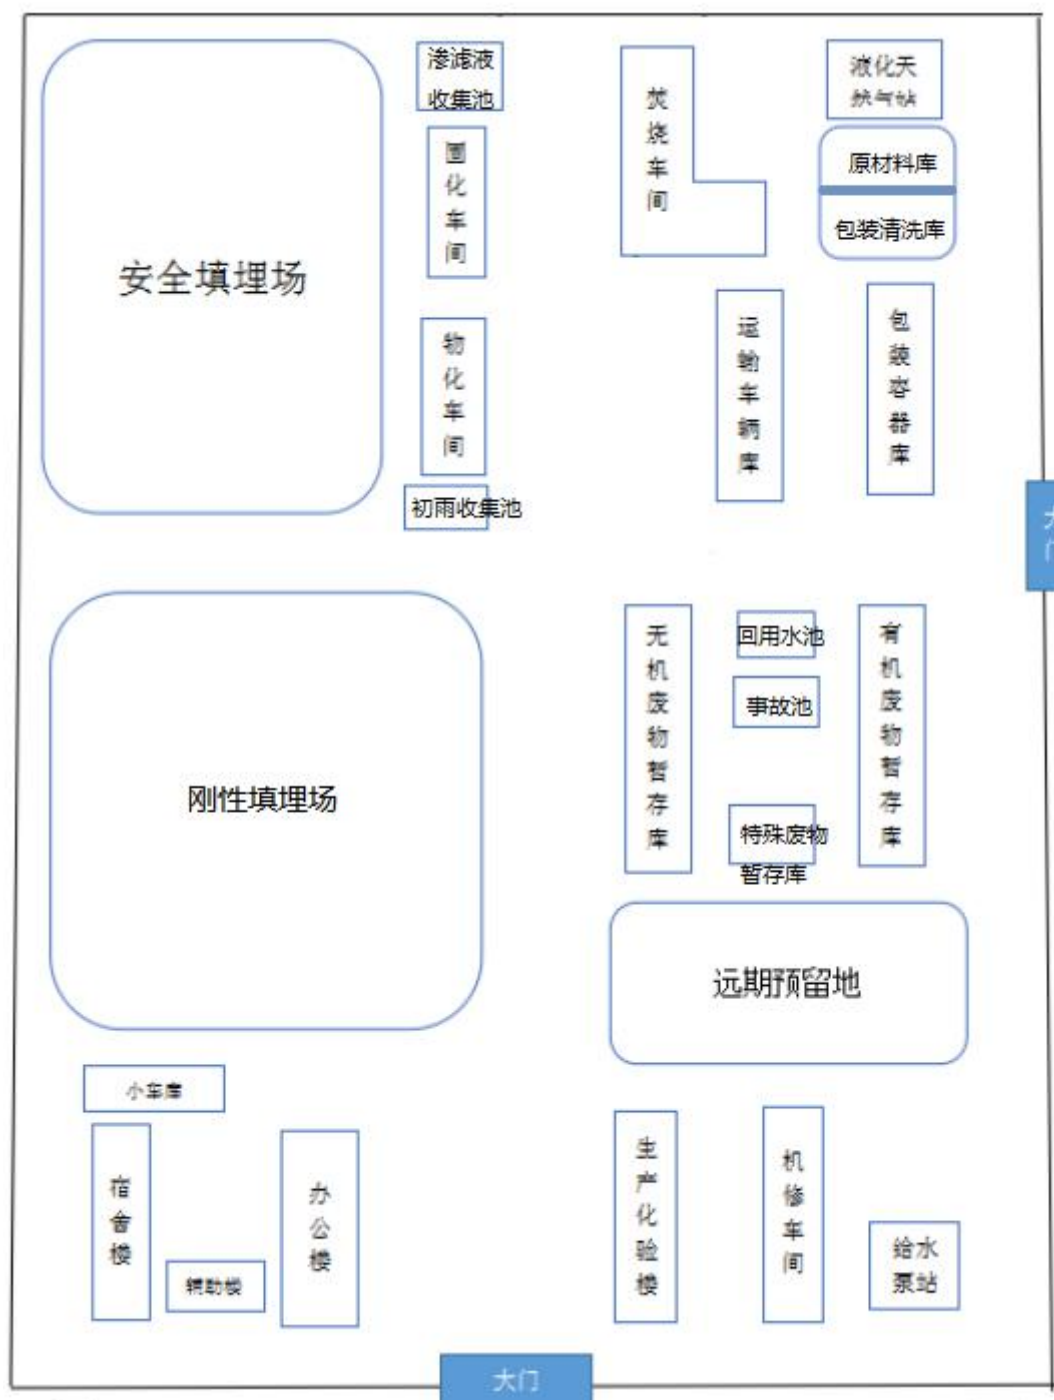 渗滤液
收集池
焚烧车间
液化天
然气站
固化车间
原材料库
包装清洗库
安全填埋场
物化车间
运输车辆库
包装容器库
初雨收集池
大门
无机废物暂存库
回用水池
有机废物暂存库
事故池
刚性填埋场
特殊废物
暂存库
远期预留地
小车库
宿舍楼
办公楼
辅助楼
生产化验楼
机修车间
给水
泵站
大门